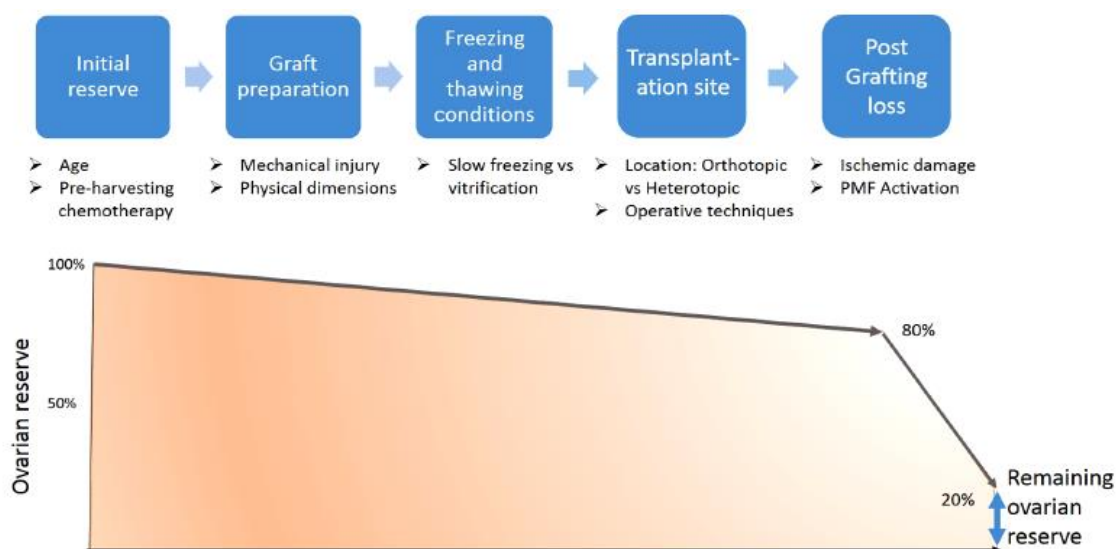 Initial
reserve
Graft
preparation
Freezing
and
thawing
conditions
Transplant-
ation site
Post
Grafting
loss
➢ Age
➢ Pre-harvesting
chemotherapy
➢ Mechanical injury
➢ Physical dimensions
➢ Slow freezing vs
vitrification
➢ Location: Orthotopic
vs Heterotopic
➢ Operative techniques
➢ Ischemic damage
➢ PMF Activation
100%
80%
50%
Ovarian reserve
20%
Remaining
ovarian
reserve